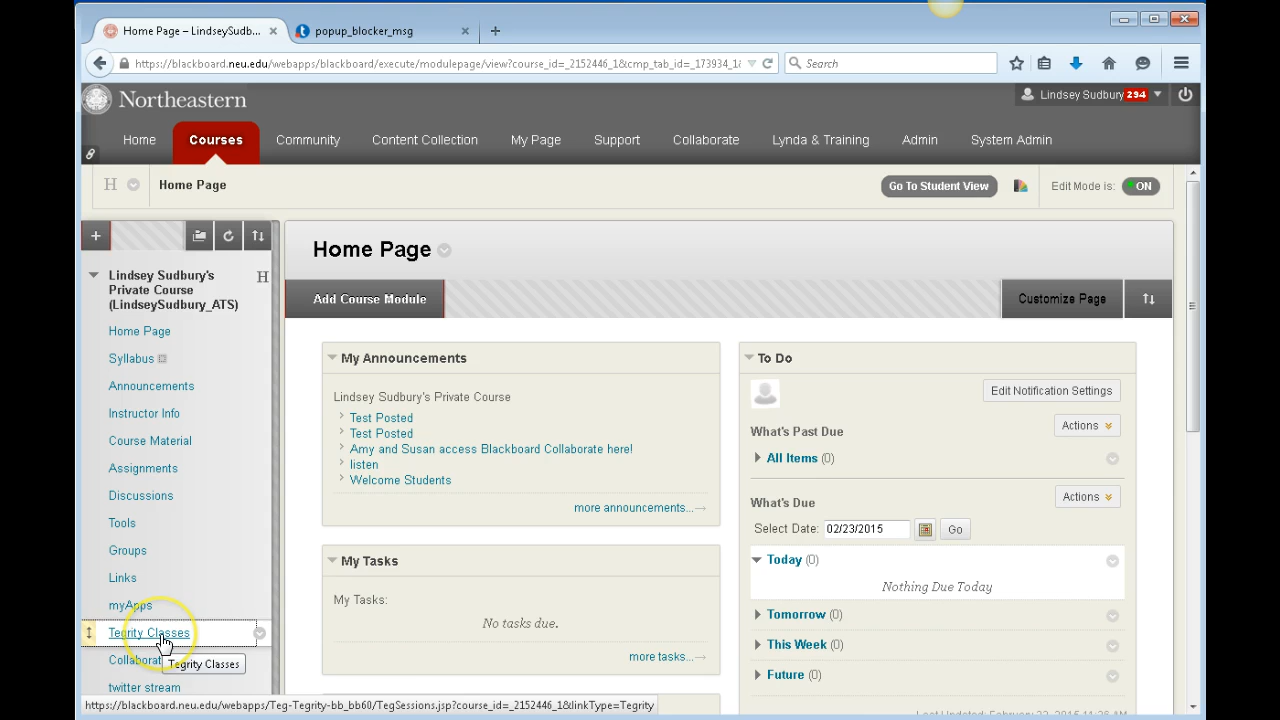 Home Page – LindseySudb...
popup_blocker_msg
https://blackboard.neu.edu/webapps/blackboard/execute/modulepage/view?course_id=_2152446_1&cmp_tab_id=_173934_1&
Search
Northeastern
Lindsey Sudbury 294
Home
Courses
Community
Content Collection
My Page
Support
Collaborate
Lynda & Training
Admin
System Admin
H
Home Page
Go To Student View
Edit Mode is:
ON
Lindsey Sudbury's
Private Course
(LindseySudbury_ATS)
H
Home Page
Syllabus
Announcements
Instructor Info
Course Material
Assignments
Discussions
Tools
Groups
Links
myApps
Tegrity Classes
Collaborat
Tegrity Classes
twitter stream
https://blackboard.neu.edu/webapps/Teg-Tegrity-bb_bb60/TegSessions.jsp?course_id=_2152446_1&linkType=Tegrity
Home Page
Add Course Module
Customize Page
My Announcements
Lindsey Sudbury's Private Course
Test Posted
Test Posted
Amy and Susan access Blackboard Collaborate here!
listen
Welcome Students
more announcements...
My Tasks
My Tasks:
No tasks due.
more tasks...
To Do
Edit Notification Settings
What's Past Due
Actions
All Items (0)
What's Due
Actions
Select Date: 02/23/2015
Go
Today (0)
Nothing Due Today
Tomorrow (0)
This Week (0)
Future (0)